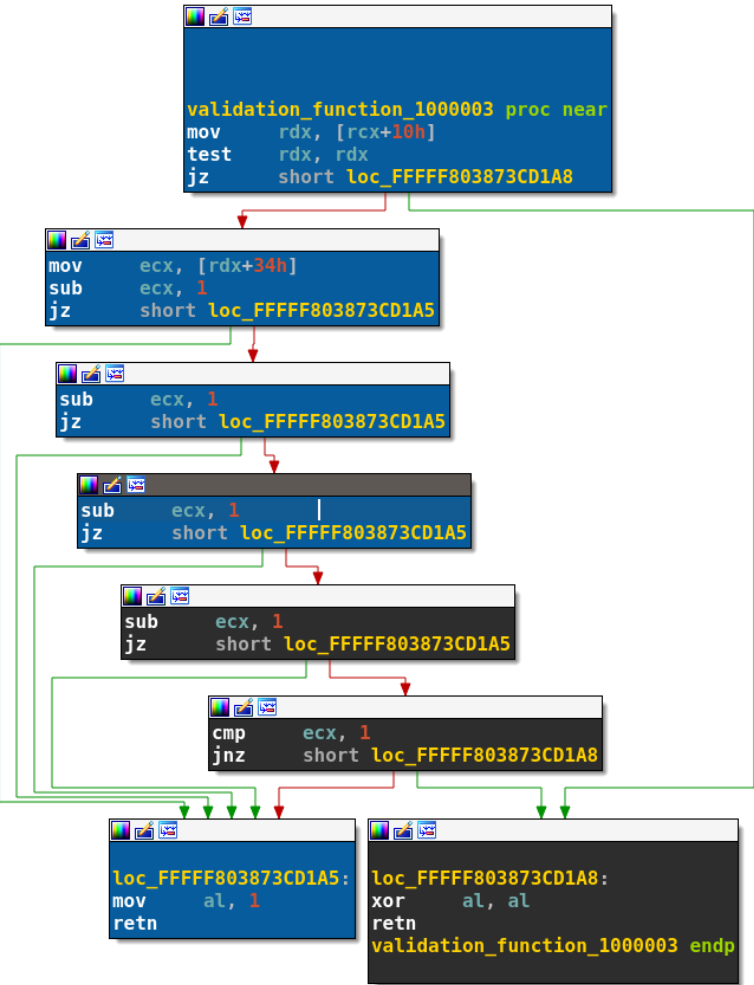 validation_function_1000003 proc near
mov rdx, [rcx+10h]
test rdx, rdx
jz short loc_FFFFF803873CD1A8
mov ecx, [rdx+34h]
sub ecx, 1
jz short loc_FFFFF803873CD1A5
sub ecx, 1
jz short loc_FFFFF803873CD1A5
sub ecx, 1
jz short loc_FFFFF803873CD1A5
sub ecx, 1
jz short loc_FFFFF803873CD1A5
cmp ecx, 1
jnz short loc_FFFFF803873CD1A8
loc_FFFFF803873CD1A5:
mov al, 1
retn
loc_FFFFF803873CD1A8:
xor al, al
retn
validation_function_1000003 endp